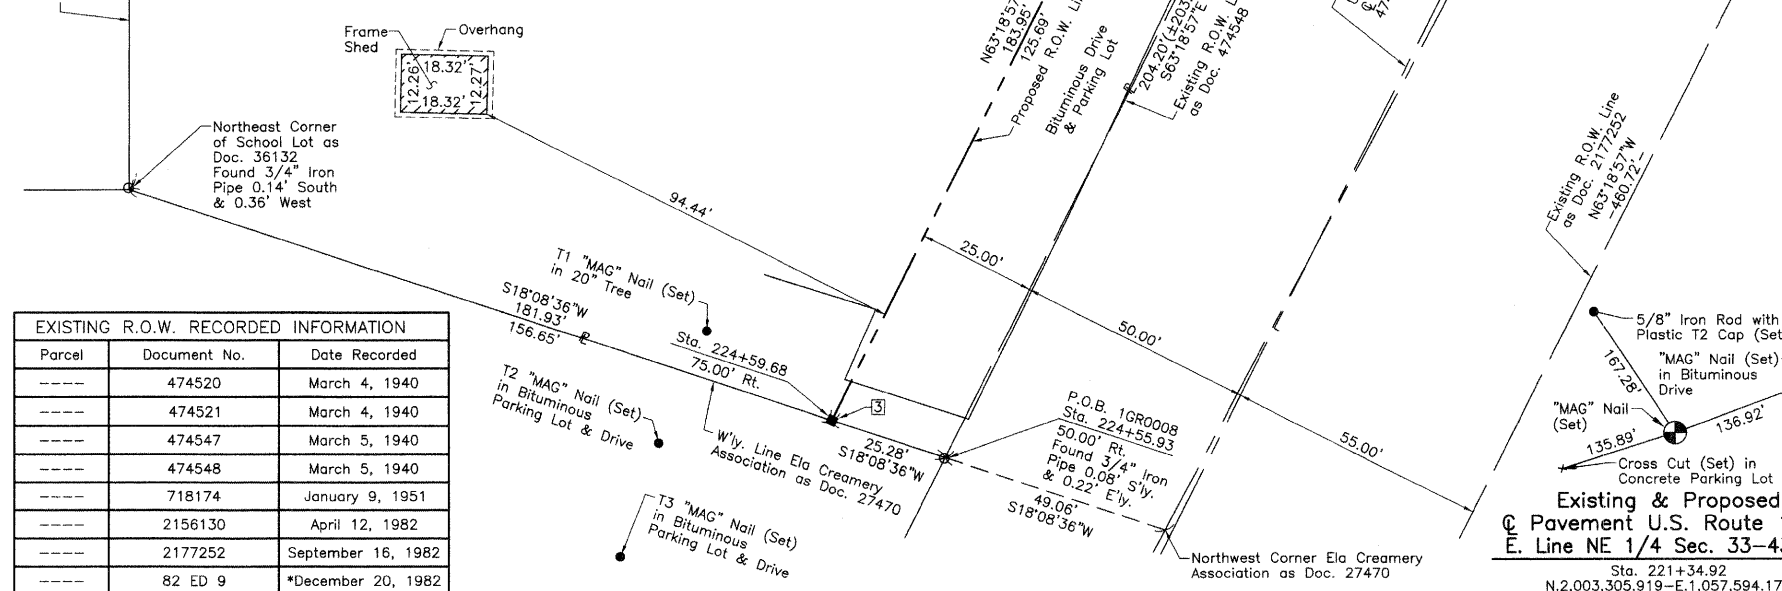 Frame
Shed
Overhang
18.32'
12.26'
12.27'
18.32'
Northeast Corner
of School Lot as
Doc. 36132
Found 3/4" Iron
Pipe 0.14' South
& 0.36' West
94.44'
N63°18'57"
183.95'
125.69'
Proposed R.O.W.
Bituminous Drive
& Parking Lot
204.20'
S63°18'57"E
Existing R.O.W.
as Doc. 474548
Existing R.O.W. Line
as Doc. 2177252
N63°18'57"W
-460.72'-
25.00'
50.00'
55.00'
T1 "MAG" Nail (Set)
in 20" Tree
S18°08'36"W
181.93'
156.65'
Sta. 224+59.68
75.00' Rt.
T2 "MAG" Nail (Set)
in Bituminous
Parking Lot & Drive
3
25.28'
S18°08'36"W
W'ly. Line Ela Creamery
Association as Doc. 27470
T3 "MAG" Nail (Set)
in Bituminous
Parking Lot & Drive
P.O.B. 1GR0008
Sta. 224+55.93
50.00' Rt.
Found 3/4" Iron
Pipe 0.08' S'ly.
& 0.22' E'ly.
49.06'
S18°08'36"W
Northwest Corner Ela Creamery
Association as Doc. 27470
5/8" Iron Rod with
Plastic T2 Cap (Set
"MAG" Nail (Set)
in Bituminous
Drive
167.28'
"MAG" Nail
(Set)
135.89'
136.92'
Cross Cut (Set) in
Concrete Parking Lot
Existing & Proposed
℄ Pavement U.S. Route
E. Line NE 1/4 Sec. 33-4
Sta. 221+34.92
N.2,003,305.919-E.1,057,594.17
EXISTING R.O.W. RECORDED INFORMATION
Parcel Document No. Date Recorded
---- 474520 March 4, 1940
---- 474521 March 4, 1940
---- 474547 March 5, 1940
---- 474548 March 5, 1940
---- 718174 January 9, 1951
---- 2156130 April 12, 1982
---- 2177252 September 16, 1982
---- 82 ED 9 *December 20, 1982